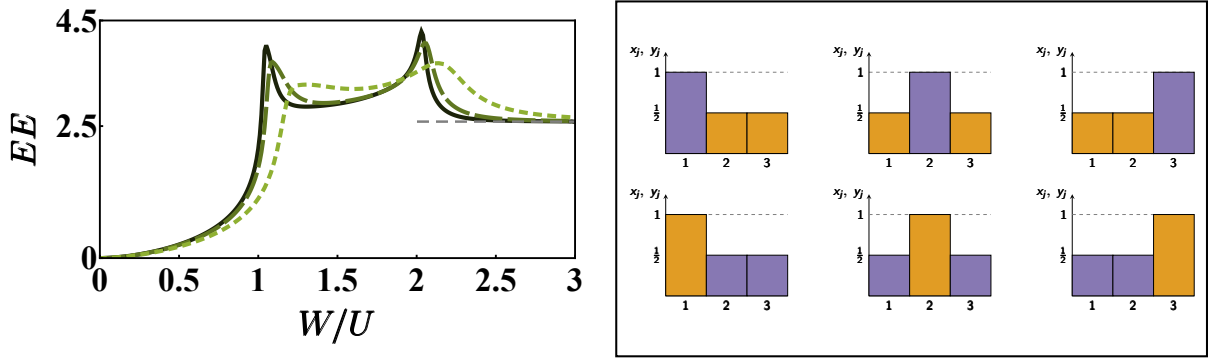 4.5
2.5
0
EE
0 0.5 1 1.5 2 2.5 3
W/U
x_j, y_j x_j, y_j x_j, y_j
1 1 1
1/2 1/2 1/2
1 2 3 1 2 3 1 2 3
x_j, y_j x_j, y_j x_j, y_j
1 1 1
1/2 1/2 1/2
1 2 3 1 2 3 1 2 3